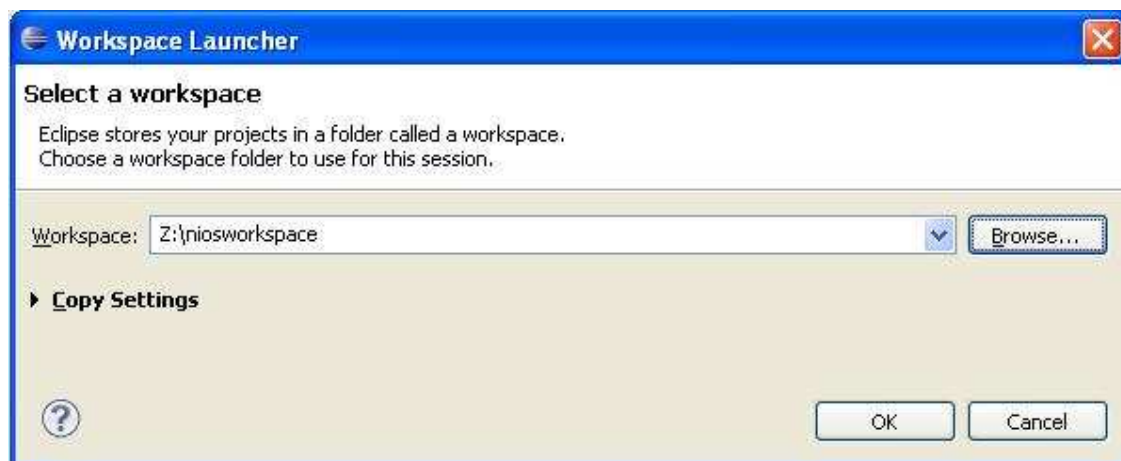 Workspace Launcher
Select a workspace
Eclipse stores your projects in a folder called a workspace.
Choose a workspace folder to use for this session.
Workspace: Z:\niosworkspace Browse...
Copy Settings
? OK Cancel